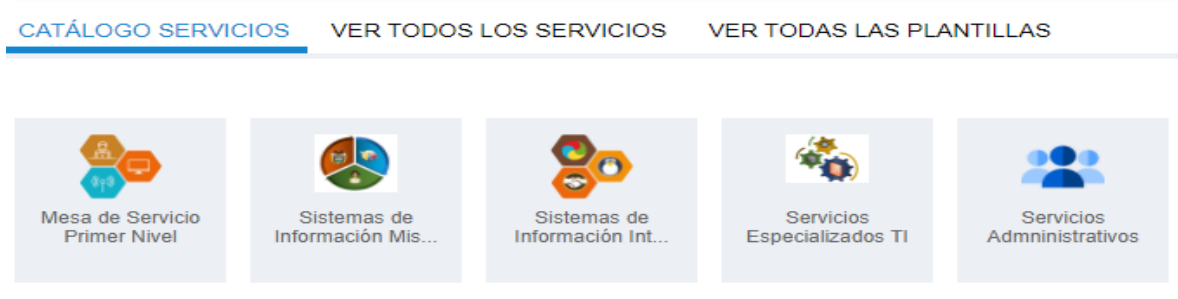 CATÁLOGO SERVICIOS VER TODOS LOS SERVICIOS VER TODAS LAS PLANTILLAS
Mesa de Servicio
Primer Nivel
Sistemas de
Información Mis...
Sistemas de
Información Int...
Servicios
Especializados TI
Servicios
Admninistrativos